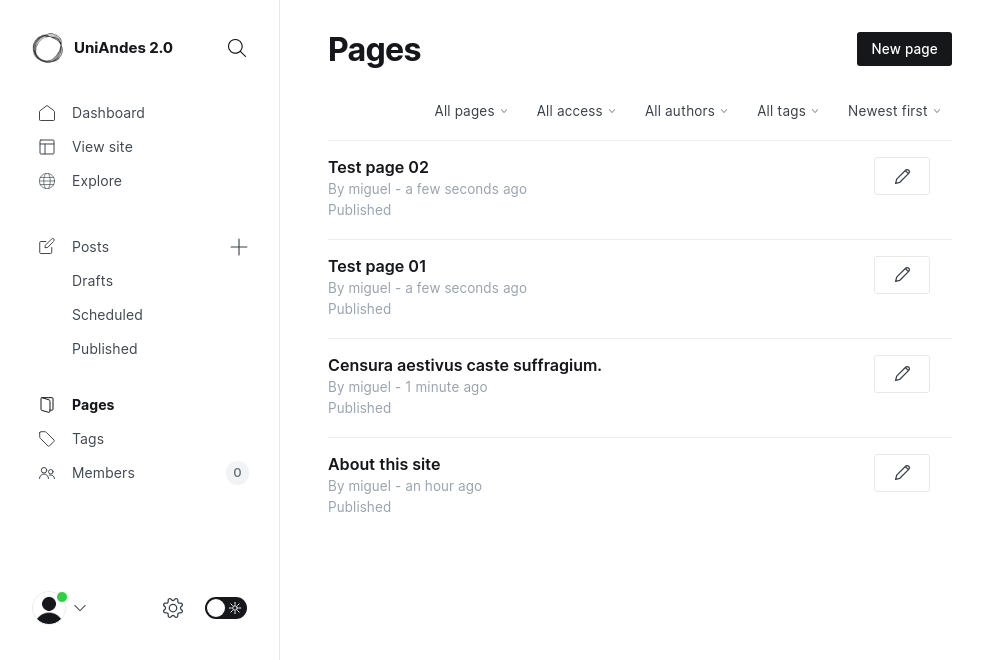 UniAndes 2.0
Dashboard
View site
Explore
Posts
Drafts
Scheduled
Published
Pages
Tags
Members 0
Pages
New page
All pages All access All authors All tags Newest first
Test page 02
By miguel - a few seconds ago
Published
Test page 01
By miguel - a few seconds ago
Published
Censura aestivus caste suffragium.
By miguel - 1 minute ago
Published
About this site
By miguel - an hour ago
Published